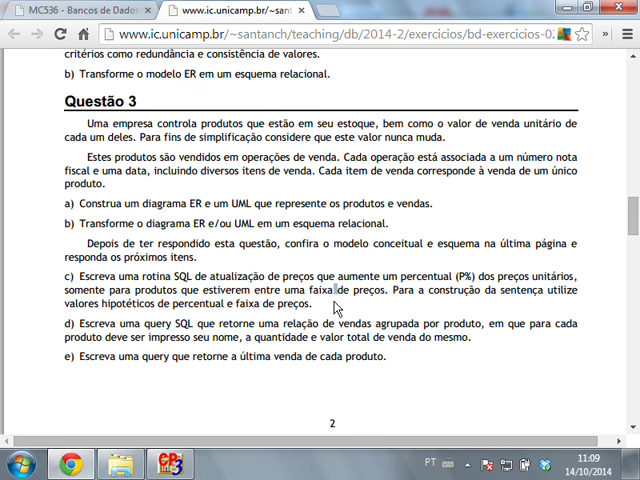 MC536 - Bancos de Dados
www.ic.unicamp.br/~santa
www.ic.unicamp.br/~santanch/teaching/db/2014-2/exercicios/bd-exercicios-0
critérios como redundância e consistência de valores.
b) Transforme o modelo ER em um esquema relacional.
Questão 3
Uma empresa controla produtos que estão em seu estoque, bem como o valor de venda unitário de
cada um deles. Para fins de simplificação considere que este valor nunca muda.
Estes produtos são vendidos em operações de venda. Cada operação está associada a um número nota
fiscal e uma data, incluindo diversos itens de venda. Cada item de venda corresponde à venda de um único
produto.
a) Construa um diagrama ER e um UML que represente os produtos e vendas.
b) Transforme o diagrama ER e/ou UML em um esquema relacional.
Depois de ter respondido esta questão, confira o modelo conceitual e esquema na última página e
responda os próximos itens.
c) Escreva uma rotina SQL de atualização de preços que aumente um percentual (P%) dos preços unitários,
somente para produtos que estiverem entre uma faixa de preços. Para a construção da sentença utilize
valores hipotéticos de percentual e faixa de preços.
d) Escreva uma query SQL que retorne uma relação de vendas agrupada por produto, em que para cada
produto deve ser impresso seu nome, a quantidade e valor total de venda do mesmo.
e) Escreva uma query que retorne a última venda de cada produto.
2
PT
11:09
14/10/2014